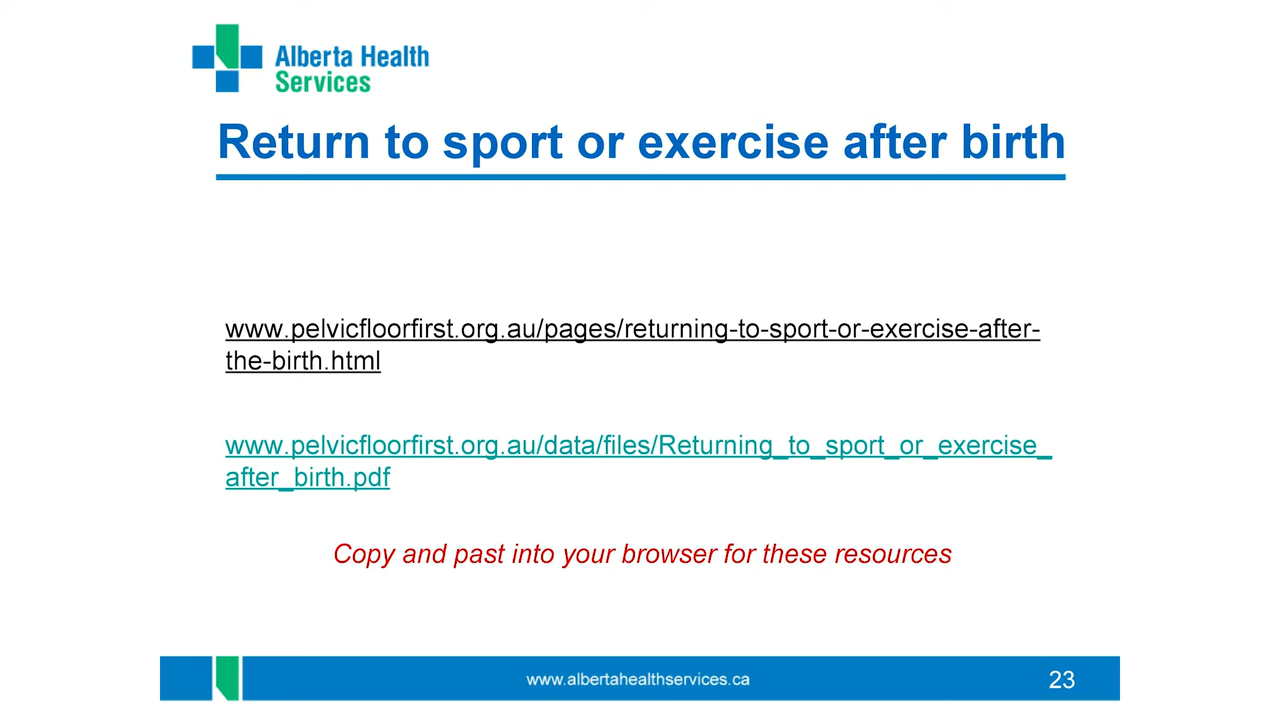 Alberta Health
Services
Return to sport or exercise after birth
www.pelvicfloorfirst.org.au/pages/returning-to-sport-or-exercise-after-
the-birth.html
www.pelvicfloorfirst.org.au/data/files/Returning_to_sport_or_exercise_
after_birth.pdf
Copy and past into your browser for these resources
www.albertahealthservices.ca
23